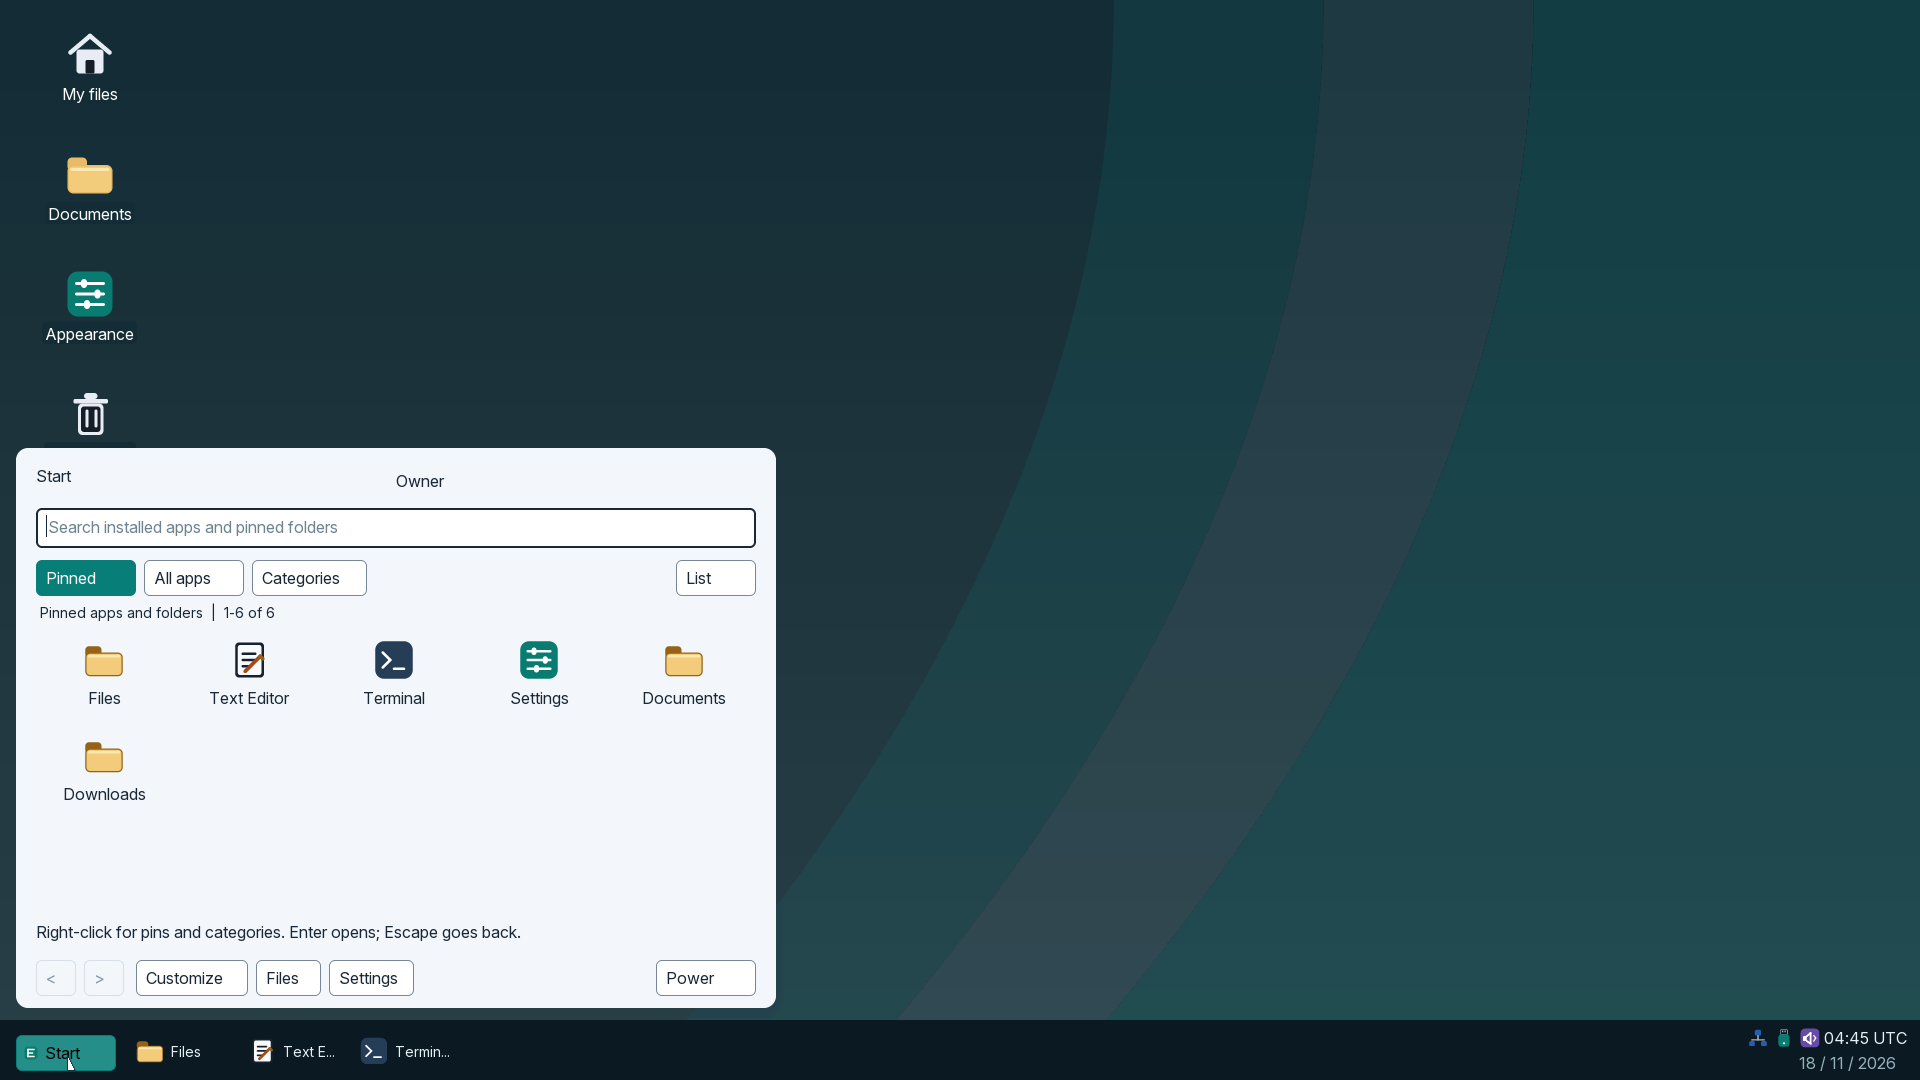 My files
Documents
Appearance
Start
Owner
Search installed apps and pinned folders
Pinned
All apps
Categories
List
Pinned apps and folders | 1-6 of 6
Files
Text Editor
Terminal
Settings
Documents
Downloads
Right-click for pins and categories. Enter opens; Escape goes back.
<
>
Customize
Files
Settings
Power
E
Start
Files
Text E...
Termin...
04:45 UTC
18 / 11 / 2026